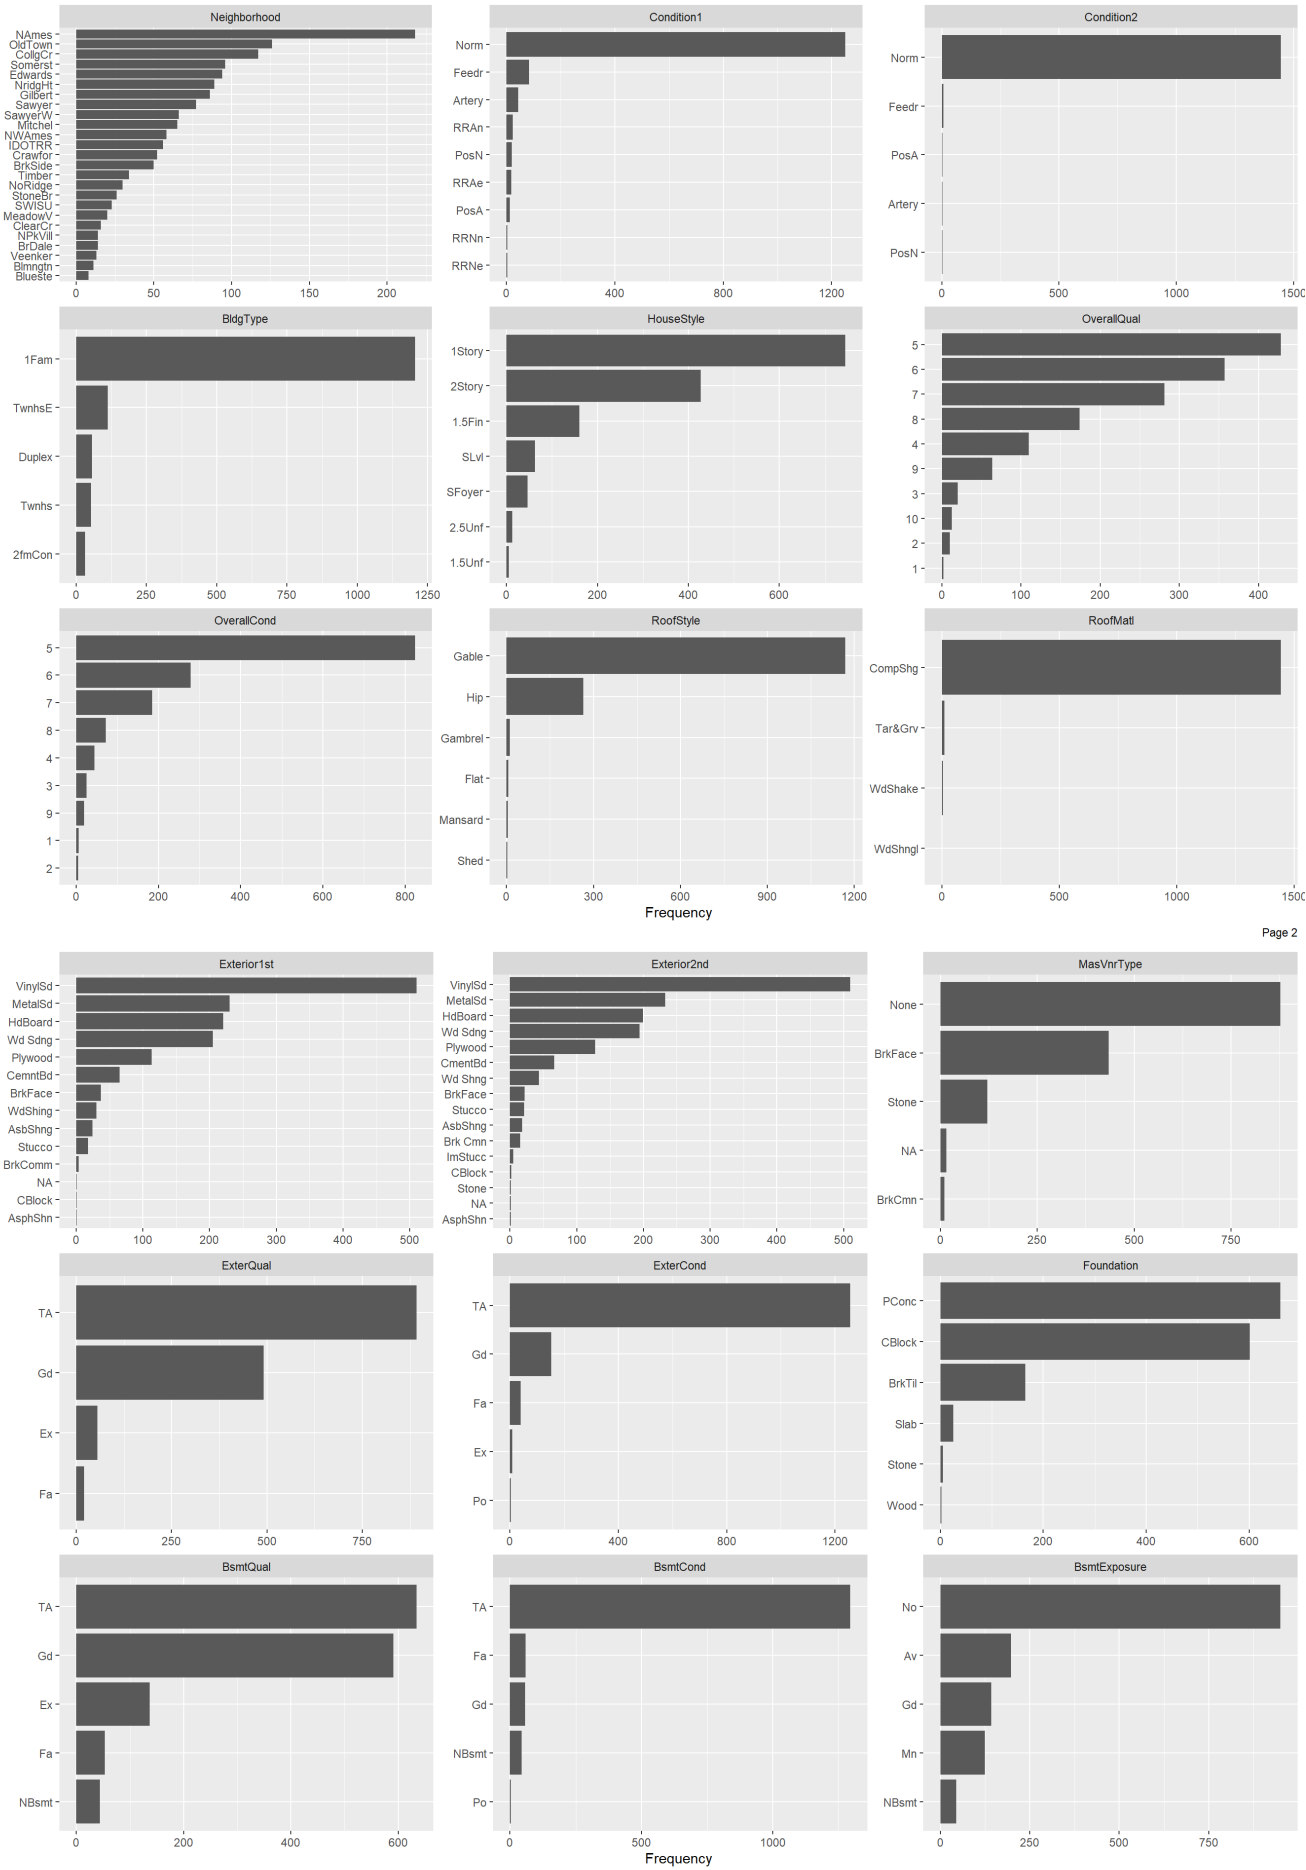 Neighborhood
NAmes
OldTown
CollgCr
Somerst
Edwards
NridgHt
Gilbert
Sawyer
SawyerW
Mitchel
NWAmes
IDOTRR
Crawfor
BrkSide
Timber
NoRidge
StoneBr
SWISU
MeadowV
ClearCr
NPkVill
BrDale
Veenker
Blmngtn
Blueste
0 50 100 150 200
Condition1
Norm
Feedr
Artery
RRAn
PosN
RRAe
PosA
RRNn
RRNe
0 400 800 1200
Condition2
Norm
Feedr
PosA
Artery
PosN
0 500 1000 1500
BldgType
1Fam
TwnhsE
Duplex
Twnhs
2fmCon
0 250 500 750 1000 1250
HouseStyle
1Story
2Story
1.5Fin
SLvl
SFoyer
2.5Unf
1.5Unf
0 200 400 600
OverallQual
5
6
7
8
4
9
3
10
2
1
0 100 200 300 400
OverallCond
5
6
7
8
4
3
9
1
2
0 200 400 600 800
RoofStyle
Gable
Hip
Gambrel
Flat
Mansard
Shed
0 300 600 900 1200
RoofMatl
CompShg
Tar&Grv
WdShake
WdShngl
0 500 1000 1500
Frequency
Page 2
Exterior1st
VinylSd
MetalSd
HdBoard
Wd Sdng
Plywood
CemntBd
BrkFace
WdShing
AsbShng
Stucco
BrkComm
NA
CBlock
AsphShn
0 100 200 300 400 500
Exterior2nd
VinylSd
MetalSd
HdBoard
Wd Sdng
Plywood
CmentBd
Wd Shng
BrkFace
Stucco
AsbShng
Brk Cmn
ImStucc
CBlock
Stone
NA
AsphShn
0 100 200 300 400 500
MasVnrType
None
BrkFace
Stone
NA
BrkCmn
0 250 500 750
ExterQual
TA
Gd
Ex
Fa
0 250 500 750
ExterCond
TA
Gd
Fa
Ex
Po
0 400 800 1200
Foundation
PConc
CBlock
BrkTil
Slab
Stone
Wood
0 200 400 600
BsmtQual
TA
Gd
Ex
Fa
NBsmt
0 200 400 600
BsmtCond
TA
Fa
Gd
NBsmt
Po
0 500 1000
BsmtExposure
No
Av
Gd
Mn
NBsmt
0 250 500 750
Frequency